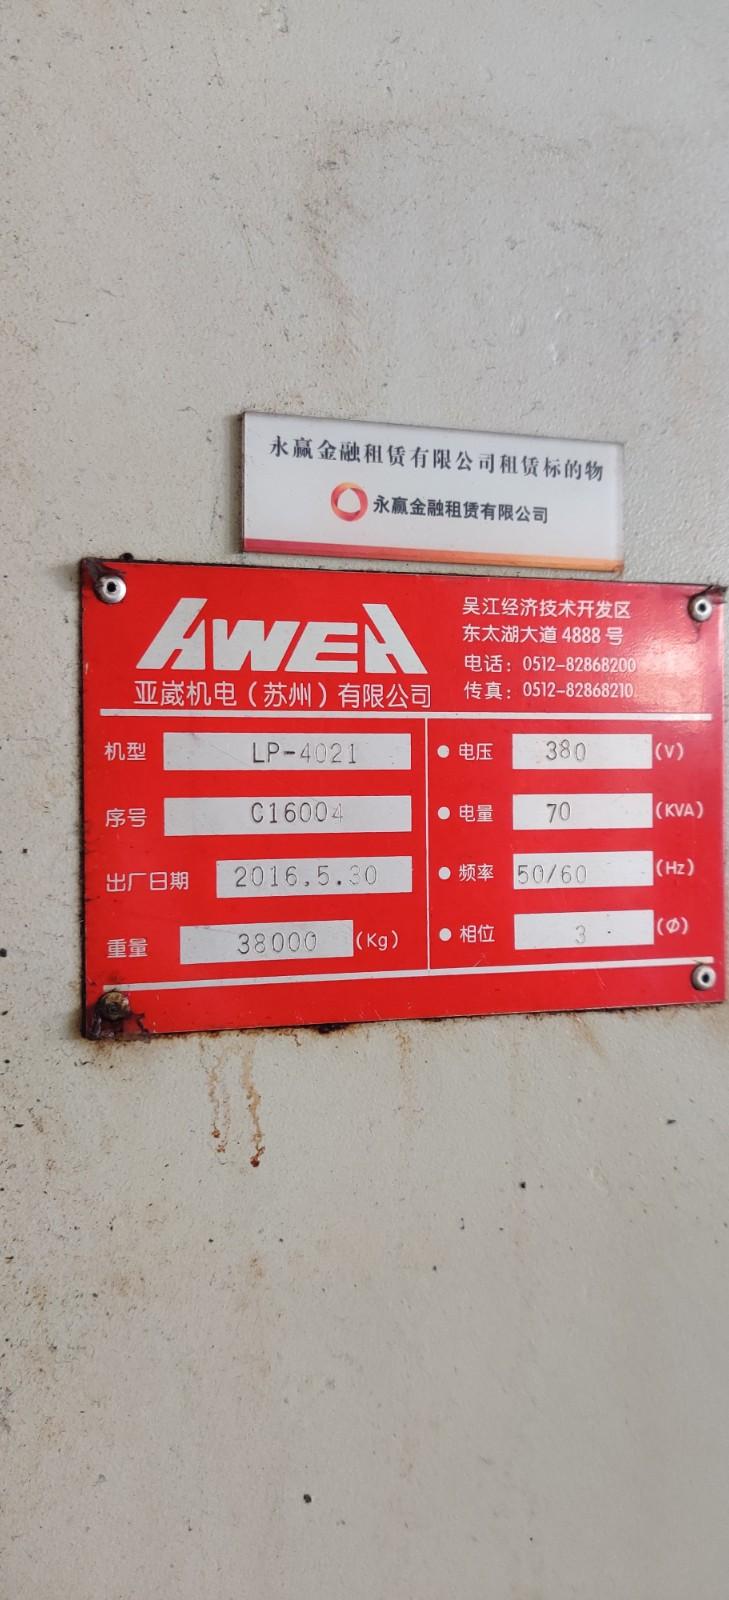 永赢金融租赁有限公司租赁标的物
永赢金融租赁有限公司
AWEA
亚崴机电（苏州）有限公司
吴江经济技术开发区
东太湖大道 4888 号
电话：0512-82868200
传真：0512-82868210
机型 LP-4021
序号 C16004
出厂日期 2016.5.30
重量 38000 (Kg)
电压 380 (V)
电量 70 (KVA)
频率 50/60 (Hz)
相位 3 (Ø)